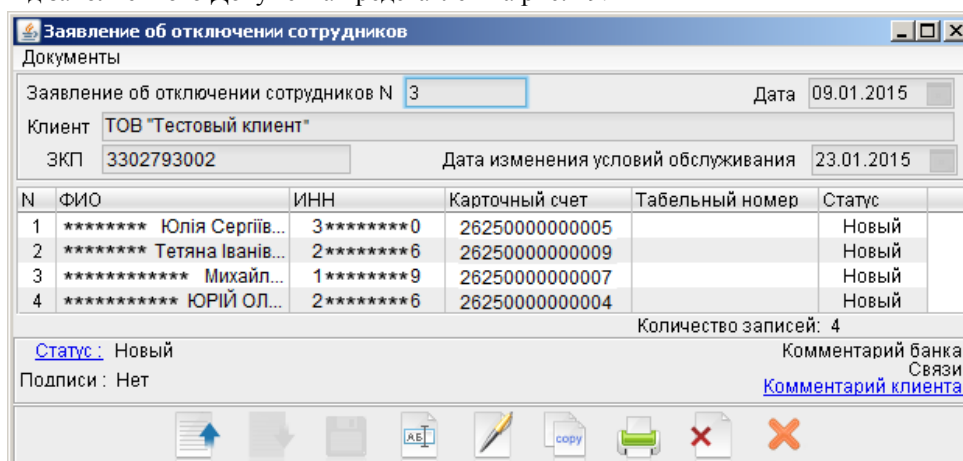 Заявление об отключении сотрудников
Документы
Заявление об отключении сотрудников N 3 Дата 09.01.2015
Клиент ТОВ "Тестовый клиент"
ЗКП 3302793002 Дата изменения условий обслуживания 23.01.2015
N ФИО ИНН Карточный счет Табельный номер Статус
1 ******** Юлія Сергіїв... 3********0 26250000000005 Новый
2 ******** Тетяна Іванів... 2********6 26250000000009 Новый
3 ************ Михайл... 1********9 26250000000007 Новый
4 *********** ЮРІЙ ОЛ... 2********6 26250000000004 Новый
Количество записей: 4
Статус : Новый Комментарий банка
Связи
Подписи : Нет Комментарий клиента
АБ copy